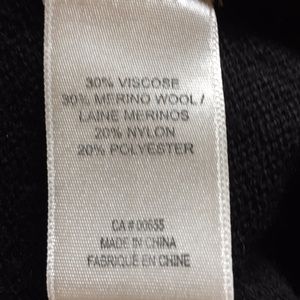 30% VISCOSE
30% MERINO WOOL /
LAINE MERINOS
20% NYLON
20% POLYESTER
CA # 00655
MADE IN CHINA
FABRIQUÉ EN CHINE